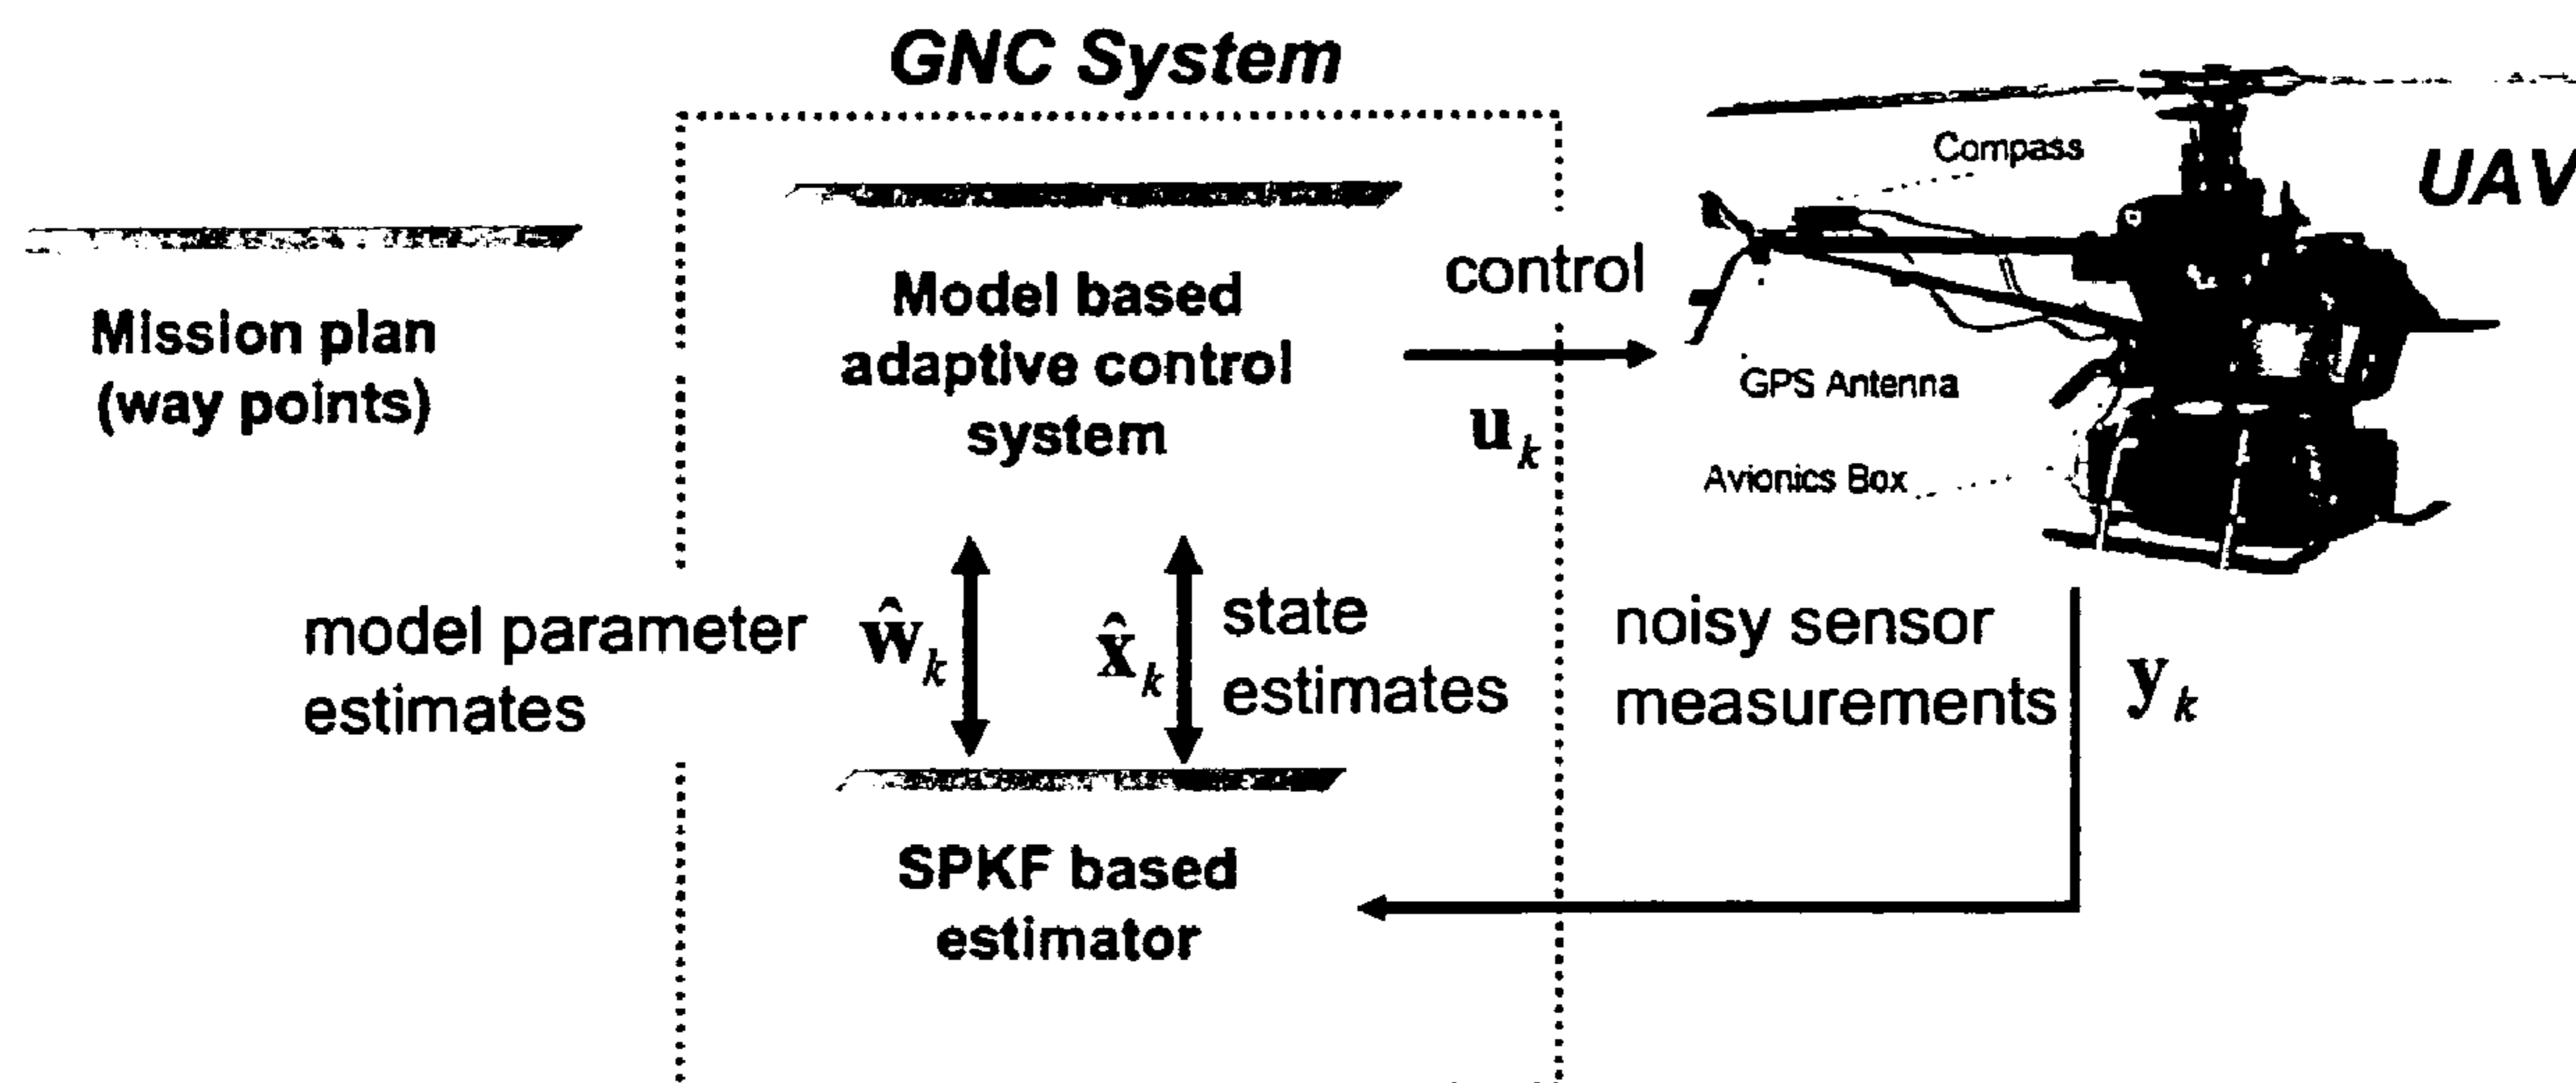 GNC System
Mission plan
(way points)
Model based
adaptive control
system
control
u_k
Compass
UAV
GPS Antenna
Avionics Box
model parameter
estimates
ŵ_k
x̂_k
state
estimates
noisy sensor
measurements
y_k
SPKF based
estimator